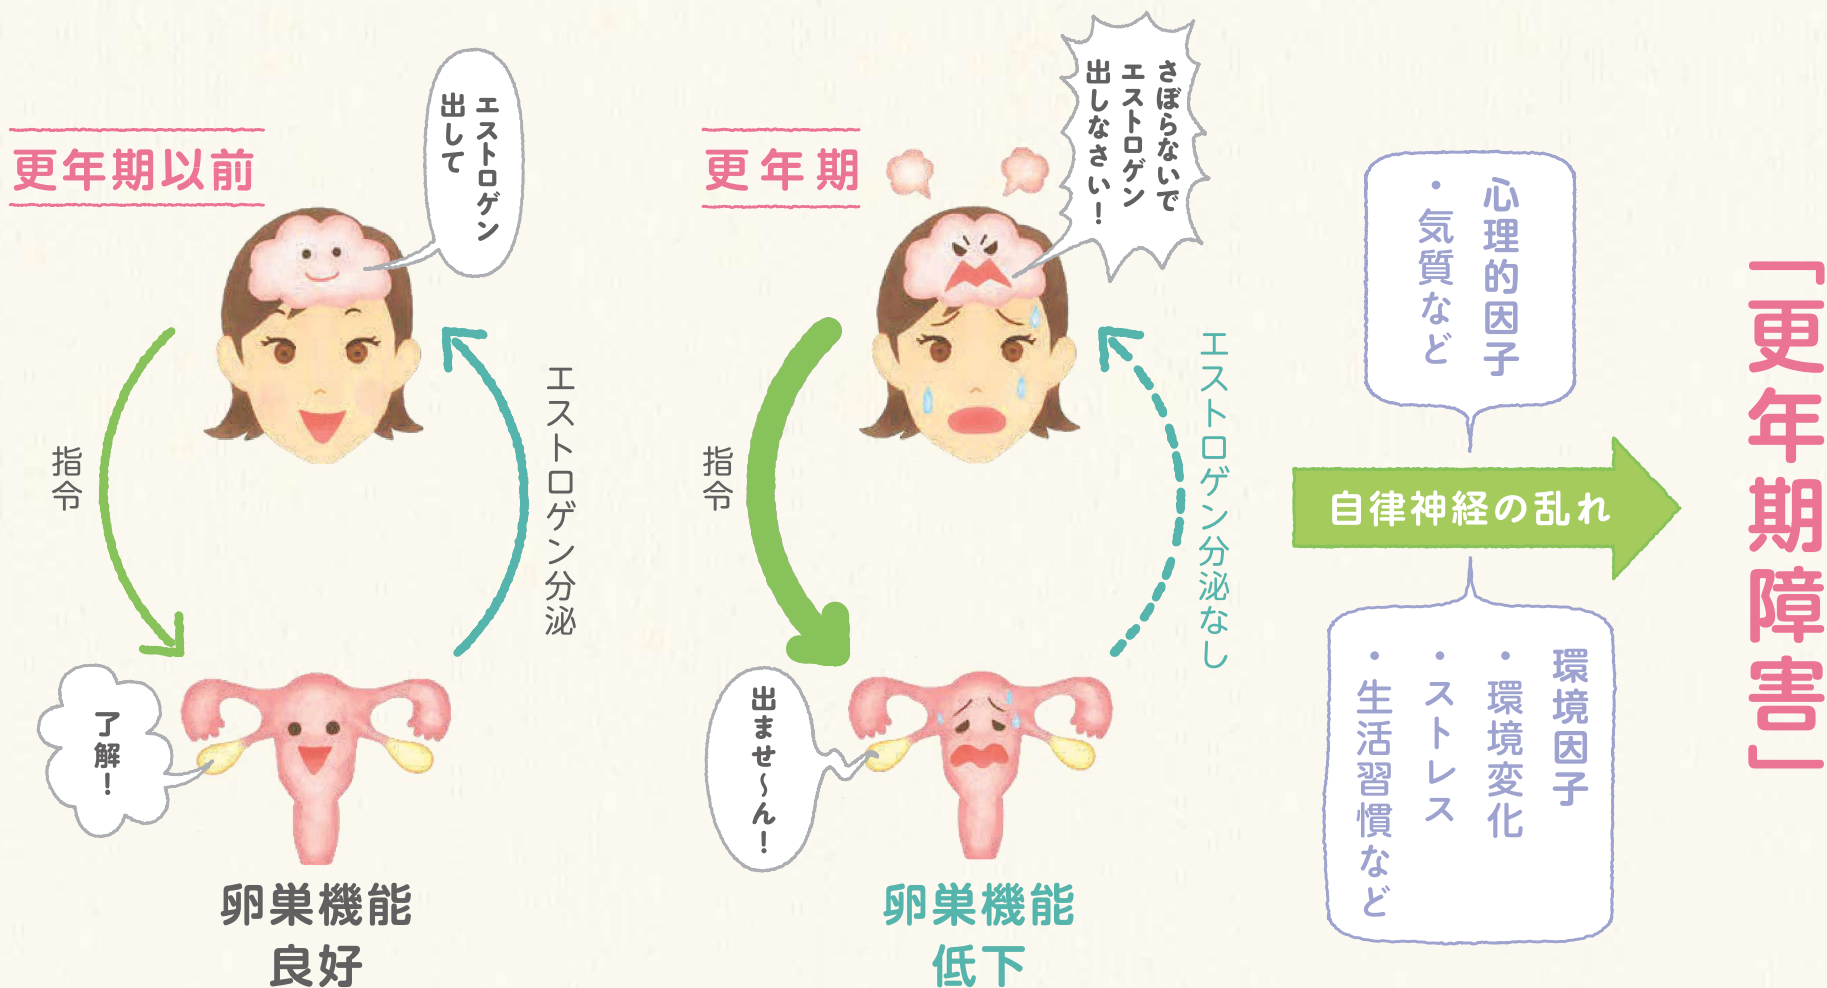 更年期以前
エストロゲン
出して
指令
エストロゲン分泌
了解！
卵巣機能
良好
更年期
さぼらないで
エストロゲン
出しなさい！
指令
エストロゲン分泌なし
出ませ〜ん！
卵巣機能
低下
心理的因子
・気質など
自律神経の乱れ
環境因子
・環境変化
・ストレス
・生活習慣など
「更年期障害」